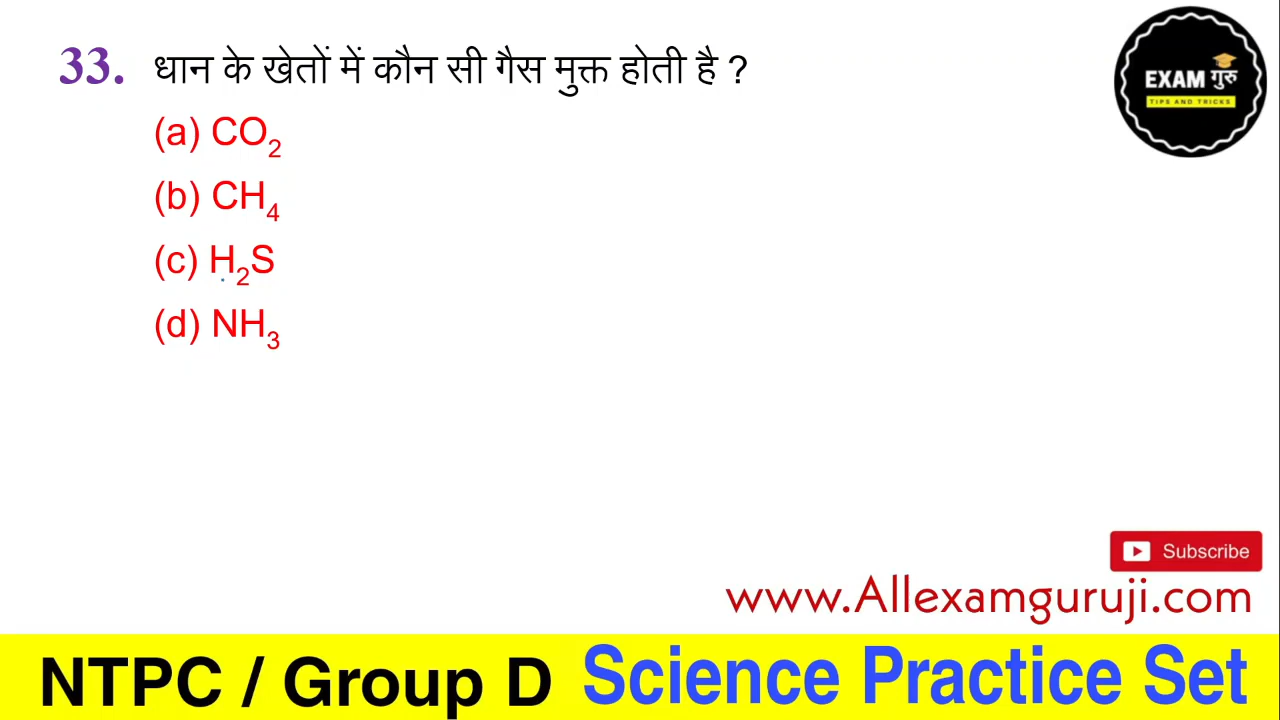 33. धान के खेतों में कौन सी गैस मुक्त होती है ?
(a) CO₂
(b) CH₄
(c) H₂S
(d) NH₃
EXAM गुरु
TIPS AND TRICKS
Subscribe
www.Allexamguruji.com
NTPC / Group D Science Practice Set